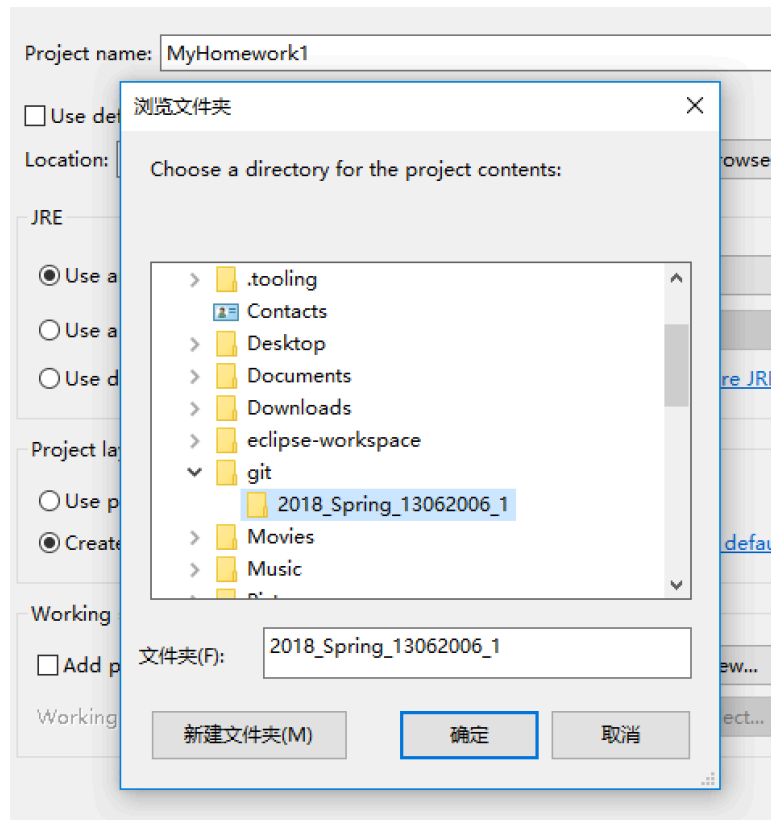 Project name: MyHomework1
浏览文件夹
Use def
Location:
owse
Choose a directory for the project contents:
JRE
Use a
.tooling
Contacts
Use a
Desktop
Documents
Use d
re JRE
Downloads
eclipse-workspace
Project lay
git
Use p
2018_Spring_13062006_1
Movies
Create
defau
Music
Working
文件夹(F): 2018_Spring_13062006_1
Add p
ew...
Working
ect...
新建文件夹(M) 确定 取消